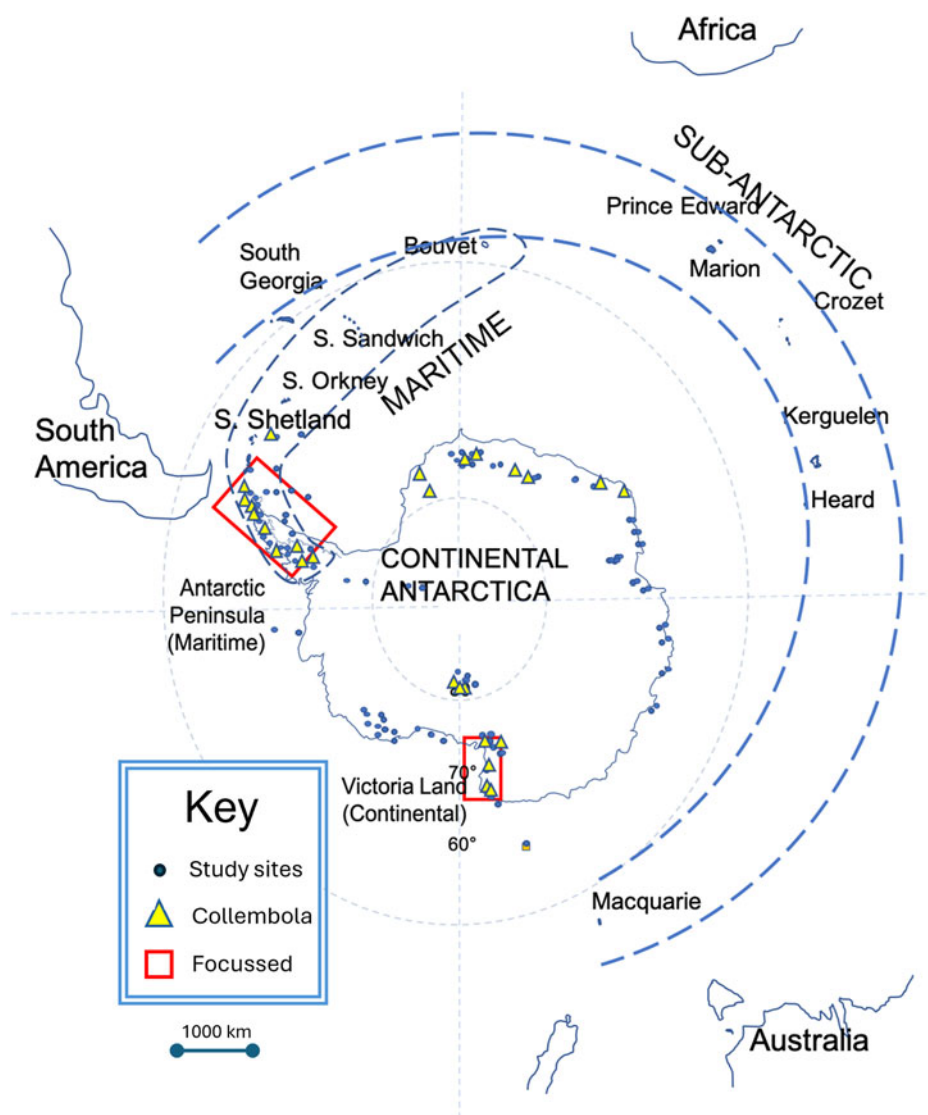 Africa
SUB-ANTARCTIC
Prince Edward
Bouvet
South
Georgia
Marion
Crozet
S. Sandwich
MARITIME
S. Orkney
S. Shetland
Kerguelen
South
America
Heard
CONTINENTAL
ANTARCTICA
Antarctic
Peninsula
(Maritime)
70°
Victoria Land
(Continental)
60°
Key
Study sites
Collembola
Focussed
Macquarie
1000 km
Australia